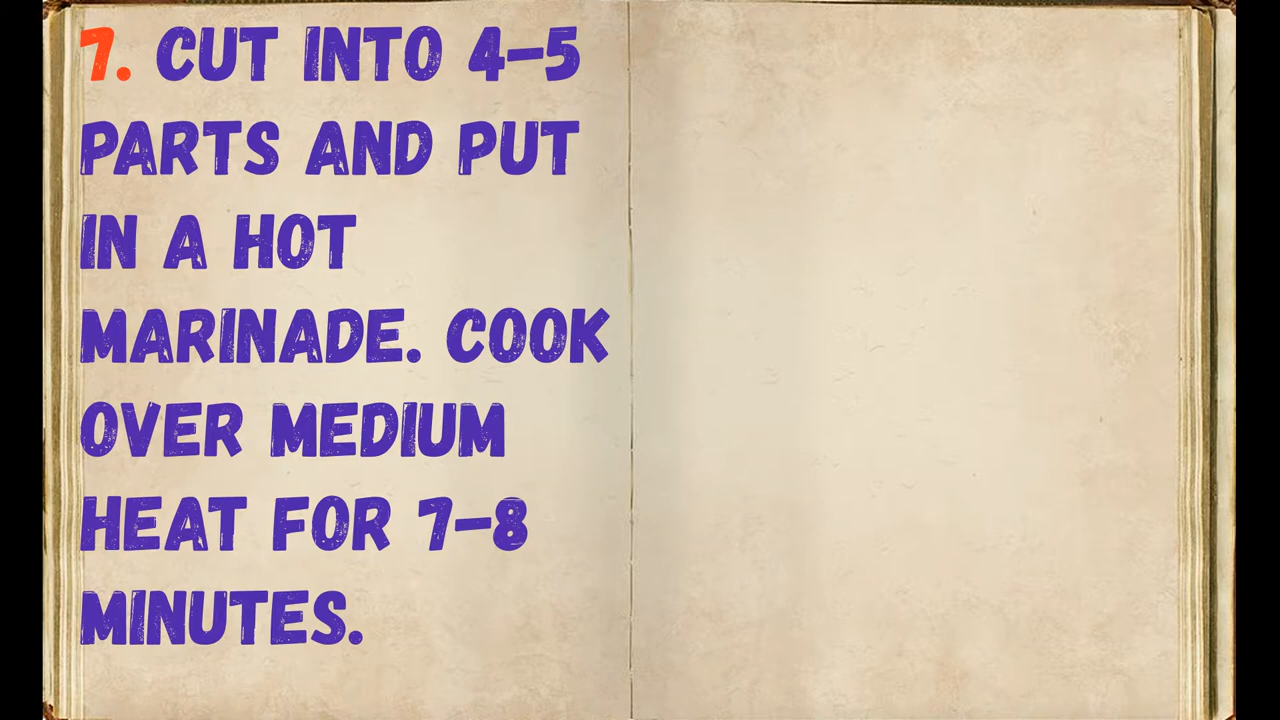 7. CUT INTO 4–5
PARTS AND PUT
IN A HOT
MARINADE. COOK
OVER MEDIUM
HEAT FOR 7–8
MINUTES.